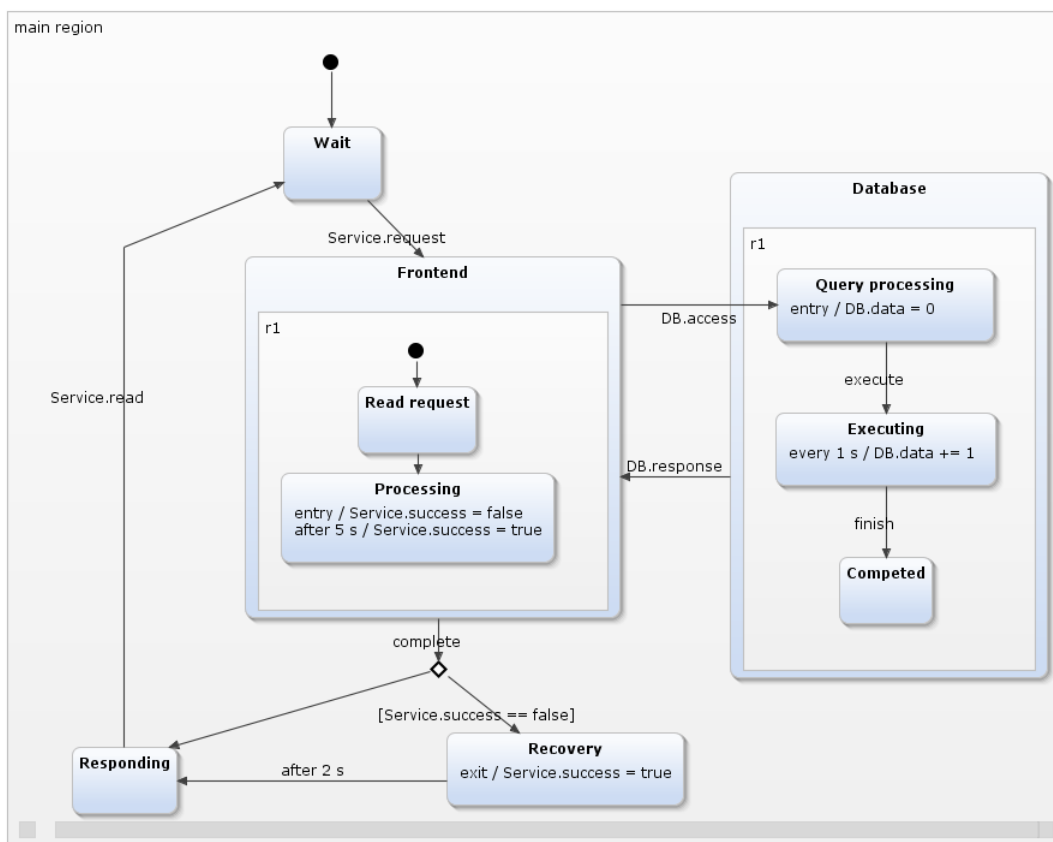 main region
Wait
Service.request
Database
r1
Frontend
r1
Query processing
entry / DB.data = 0
DB.access
execute
Read request
Service.read
Executing
every 1 s / DB.data += 1
DB.response
Processing
entry / Service.success = false
after 5 s / Service.success = true
finish
Competed
complete
[Service.success == false]
Recovery
exit / Service.success = true
Responding
after 2 s